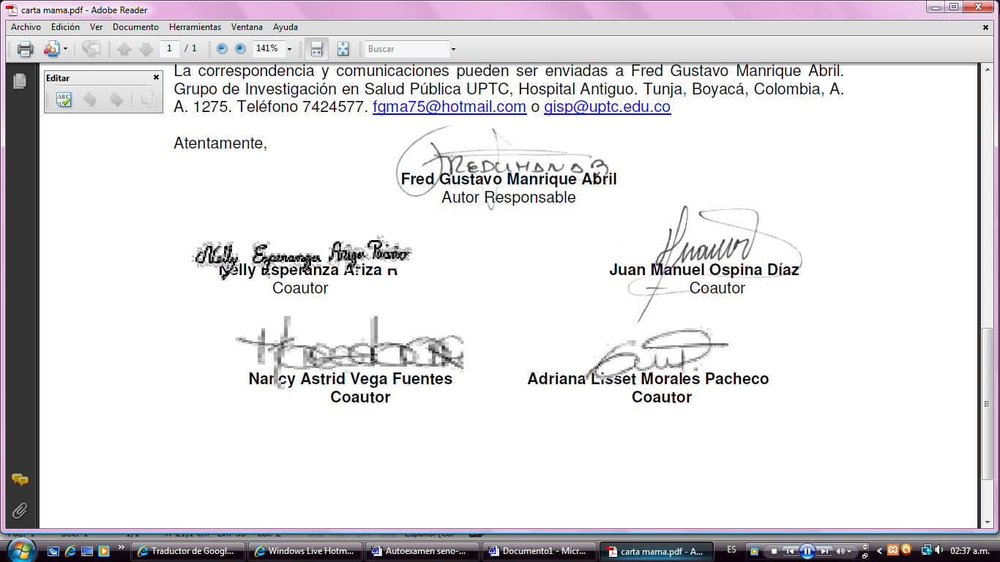 carta mama.pdf - Adobe Reader
Archivo Edición Ver Documento Herramientas Ventana Ayuda
1 / 1 141% Buscar
Editar
La correspondencia y comunicaciones pueden ser enviadas a Fred Gustavo Manrique Abril.
Grupo de Investigación en Salud Pública UPTC, Hospital Antiguo. Tunja, Boyacá, Colombia, A.
A. 1275. Teléfono 7424577. fgma75@hotmail.com o gisp@uptc.edu.co
Atentamente,
Fred Gustavo Manrique Abril
Autor Responsable
Nelly Esperanza Ariza
Nelly Esperanza Ariza R
Juan Manuel Ospina Díaz
Coautor
Coautor
Nancy Astrid Vega Fuentes
Adriana Lisset Morales Pacheco
Coautor
Coautor
Traductor de Googl...
Windows Live Hotm...
Autoexamen seno-...
Documento1 - Micr...
carta mama.pdf - A...
ES
02:37 a.m.